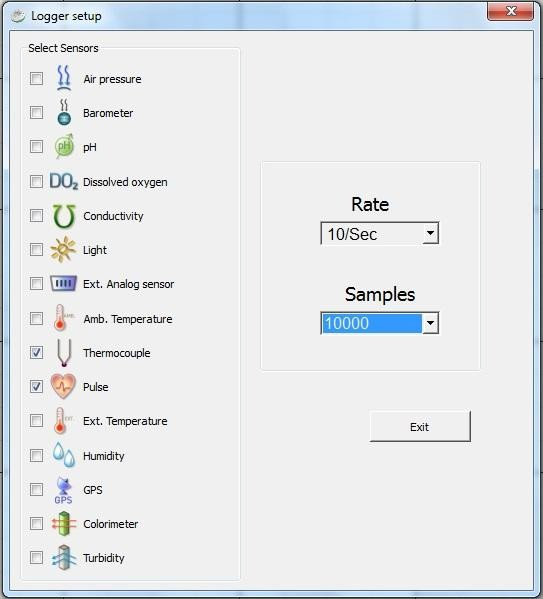 Logger setup
Select Sensors
Air pressure
Barometer
pH pH
DO2 Dissolved oxygen
Conductivity
Light
Ext. Analog sensor
Amb. Temperature
Thermocouple
Pulse
Ext. Temperature
Humidity
GPS GPS
Colorimeter
Turbidity
Rate
10/Sec
Samples
10000
Exit